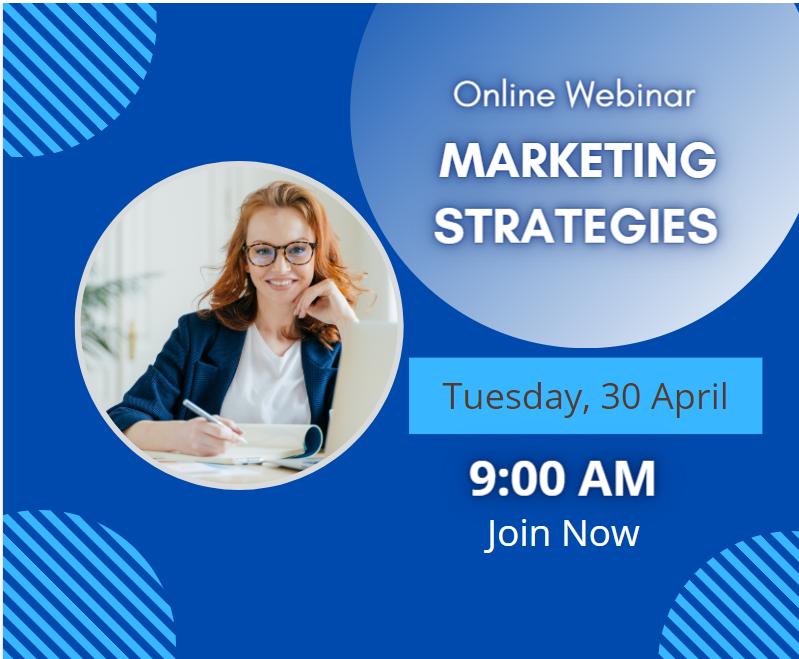 Online Webinar
MARKETING
STRATEGIES
Tuesday, 30 April
9:00 AM
Join Now